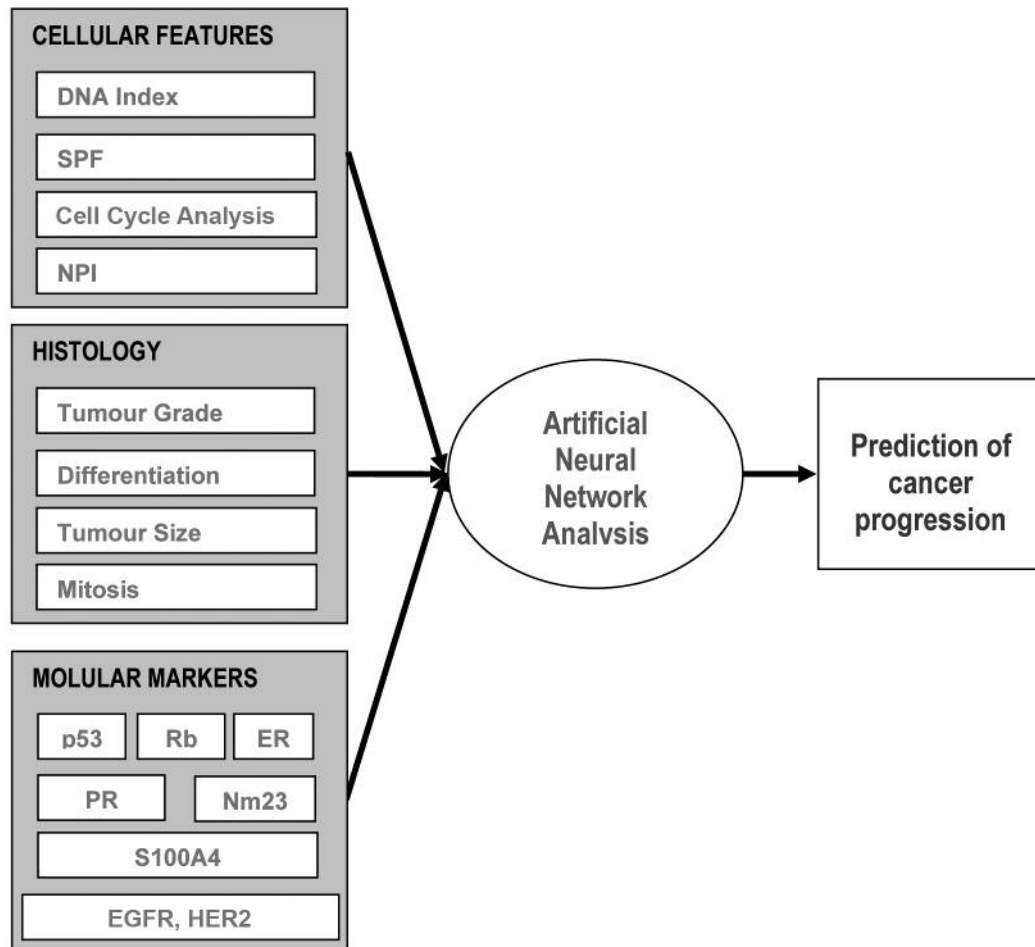 CELLULAR FEATURES
DNA Index
SPF
Cell Cycle Analysis
NPI
HISTOLOGY
Tumour Grade
Differentiation
Tumour Size
Mitosis
MOLULAR MARKERS
p53 Rb ER
PR Nm23
S100A4
EGFR, HER2
Artificial
Neural
Network
Analvsis
Prediction of
cancer
progression